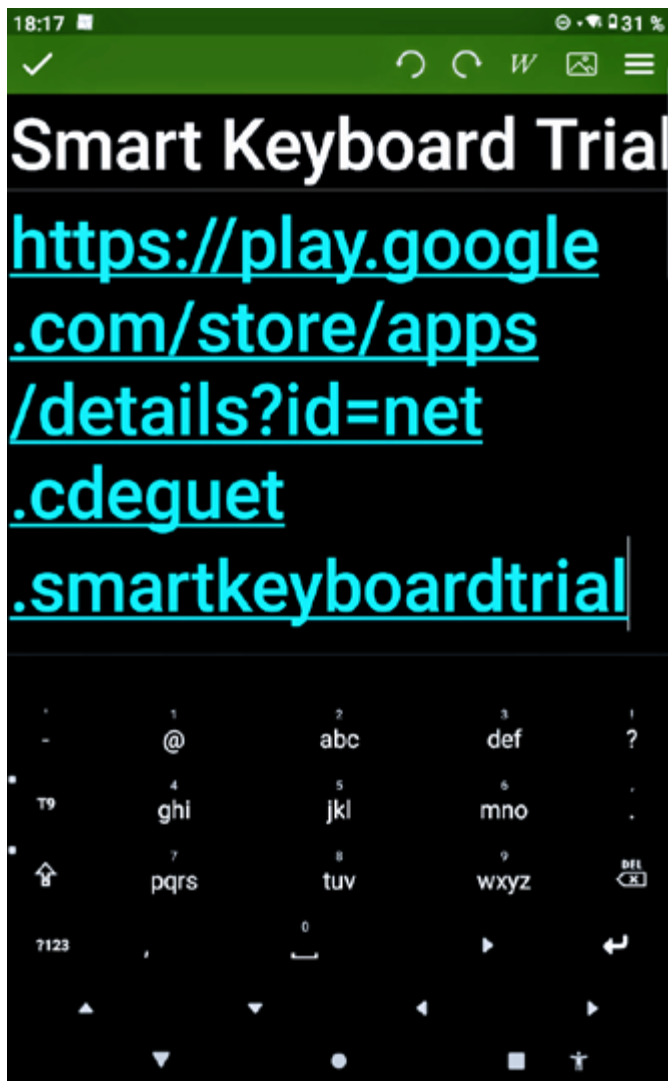 18:17 31 %
W
Smart Keyboard Trial
https://play.google
.com/store/apps
/details?id=net
.cdeguet
.smartkeyboardtrial
1 2 3 !
- @ abc def ?
4 5 6
T9 ghi jkl mno .
7 8 9 DEL
pqrs tuv wxyz
0
?123 ,